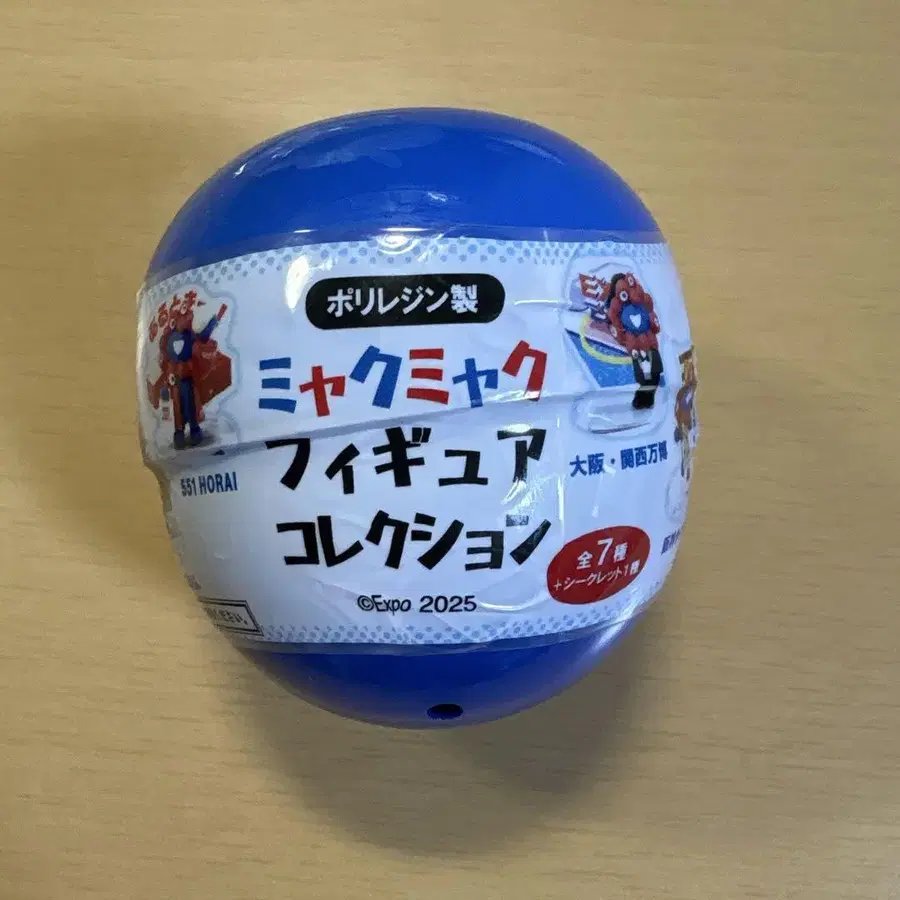 ポリレジン製
ミャクミャク
フィギュア
コレクション
©Expo 2025
551 HORAI
大阪・関西万博
全7種
+シークレット1種